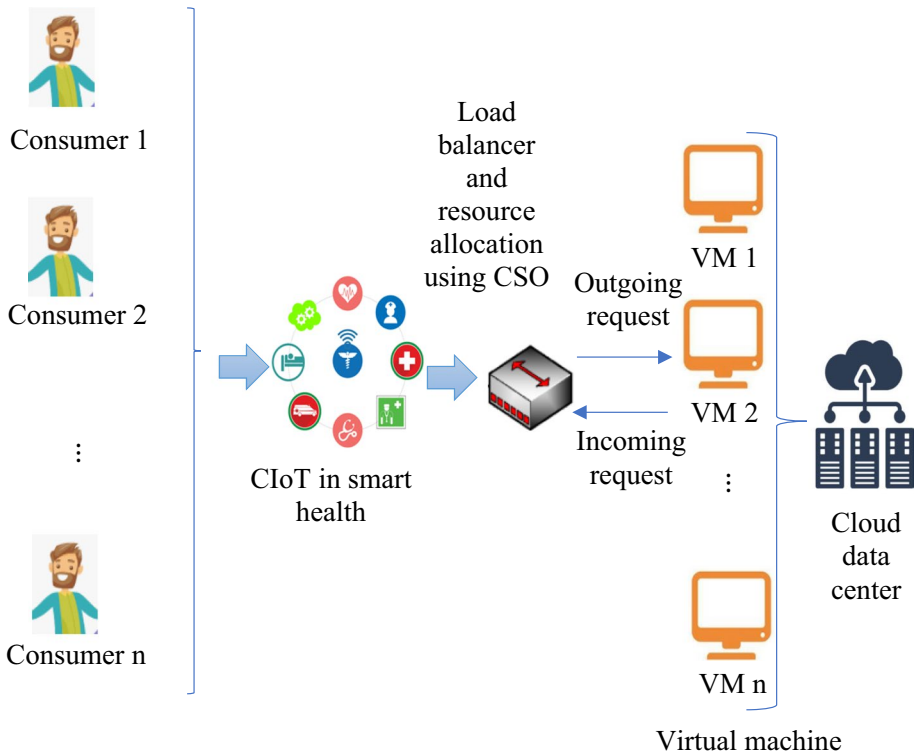 Consumer 1
Consumer 2
⋮
Consumer n
CIoT in smart
health
Load
balancer
and
resource
allocation
using CSO
Outgoing
request
Incoming
request
VM 1
VM 2
⋮
VM n
Virtual machine
Cloud
data
center